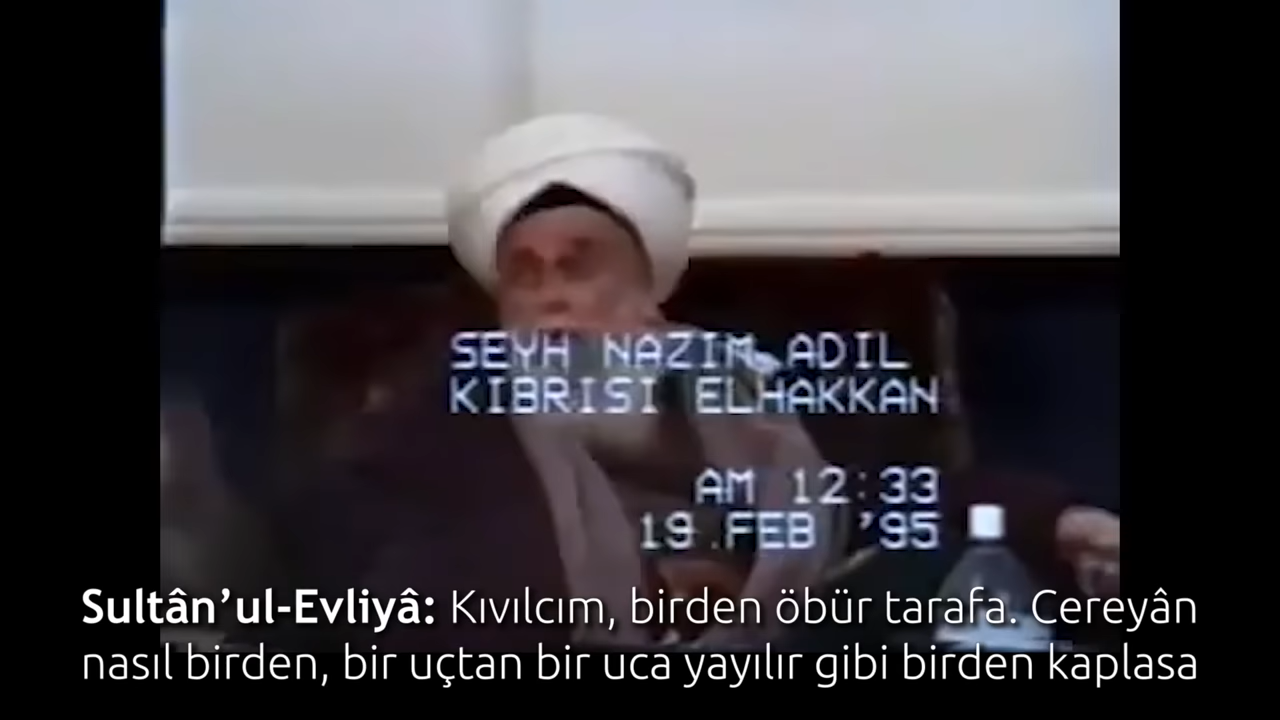 SEYH NAZIM ADIL
KIBRISI ELHAKKAN
AM 12:33
19.FEB '95
Sultân’ul-Evliyâ: Kıvılcım, birden öbür tarafa. Cereyân
nasıl birden, bir uçtan bir uca yayılır gibi birden kaplasa